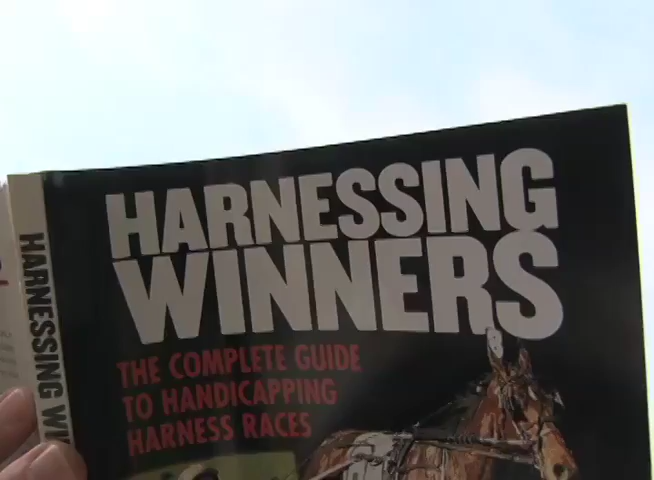 HARNESSING
WINNERS
THE COMPLETE GUIDE
TO HANDICAPPING
HARNESS RACES
HARNESSING WI